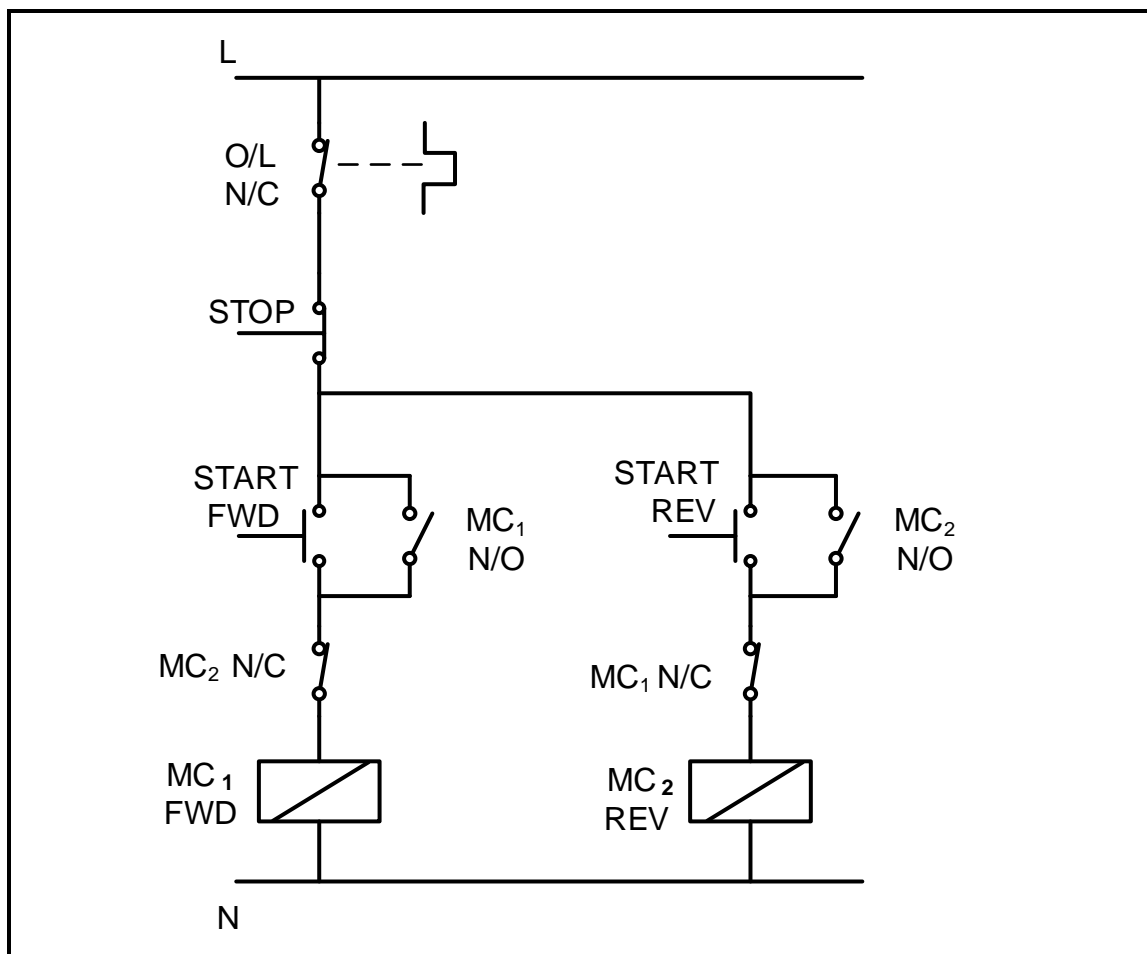 L
O/L
N/C
STOP
START
FWD
MC₁
N/O
START
REV
MC₂
N/O
MC₂ N/C
MC₁ N/C
MC₁
FWD
MC₂
REV
N